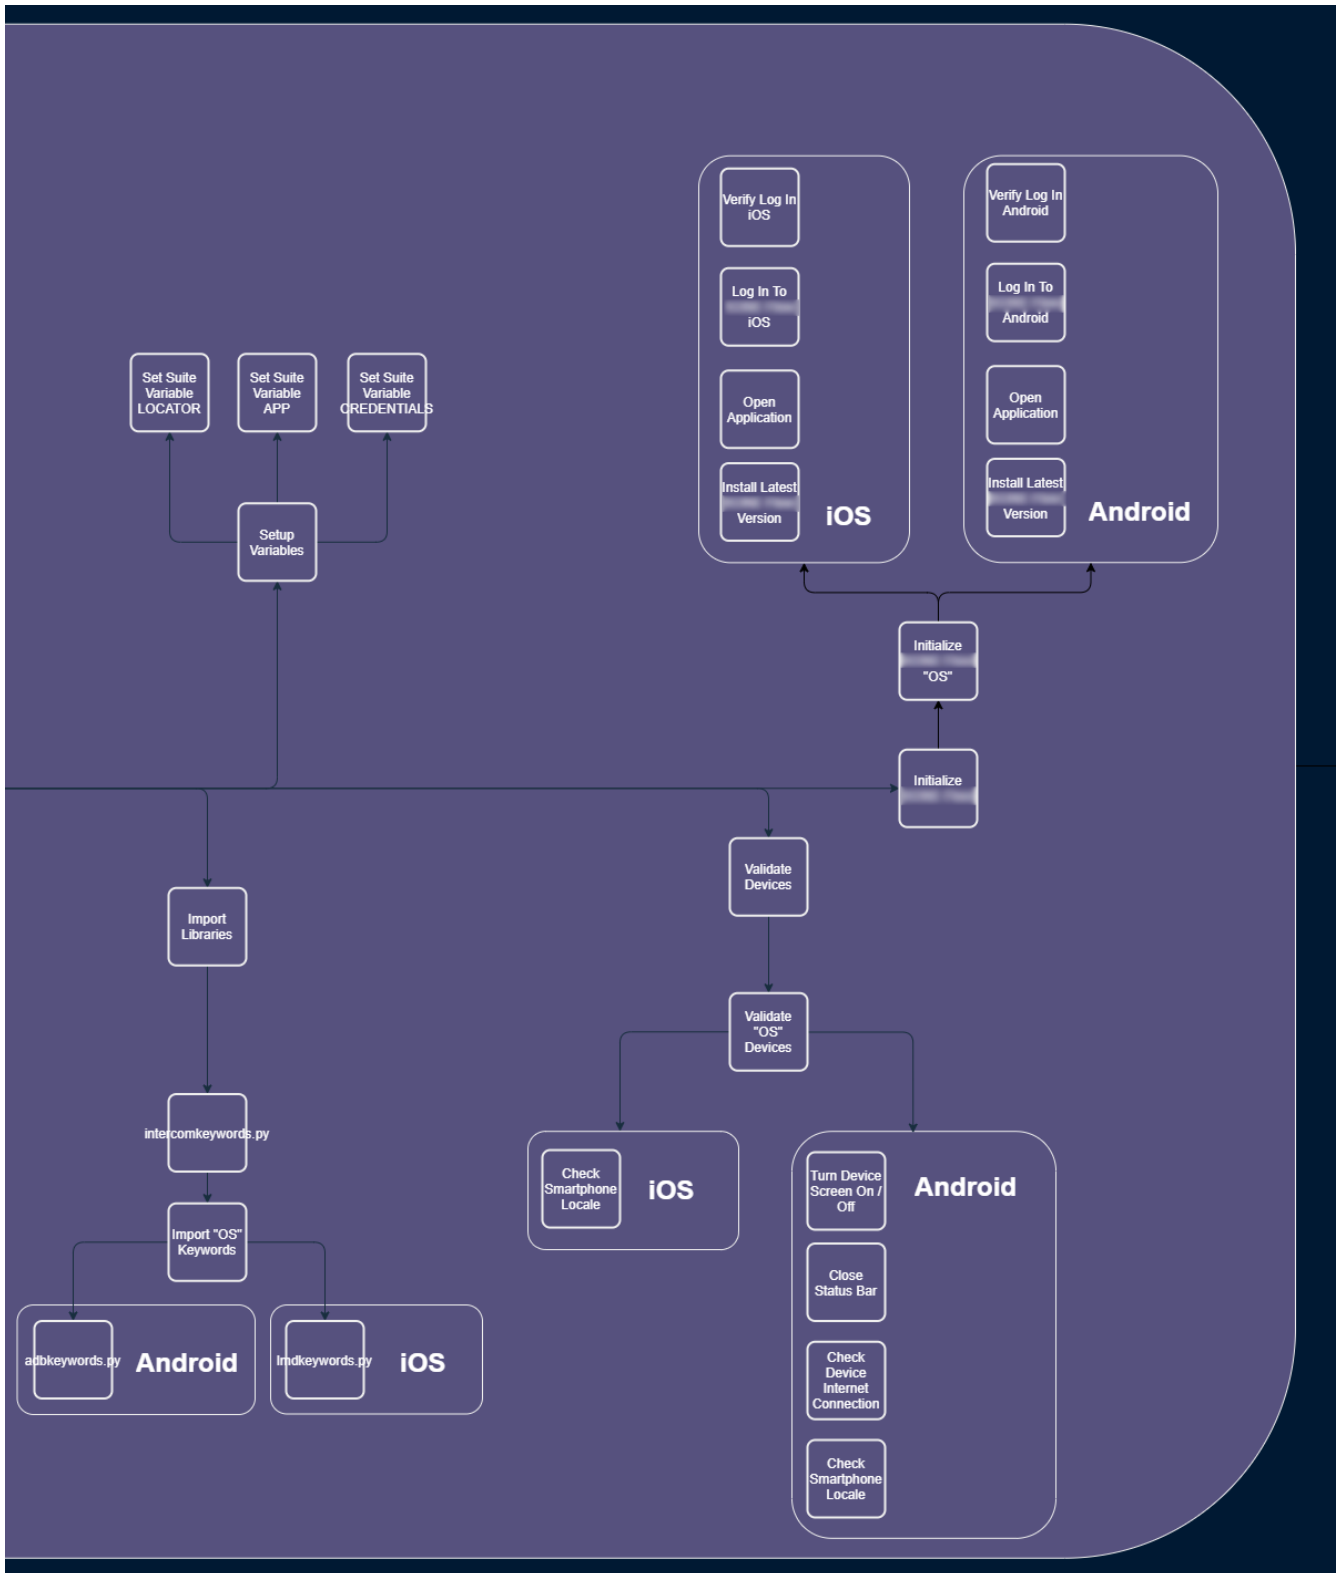 Verify Log In
iOS
Log In To
iOS
Open
Application
Install Latest
Version
iOS
Verify Log In
Android
Log In To
Android
Open
Application
Install Latest
Version
Android
Set Suite
Variable
LOCATOR
Set Suite
Variable
APP
Set Suite
Variable
CREDENTIALS
Setup
Variables
Initialize
"OS"
Initialize
Validate
Devices
Import
Libraries
Validate
"OS"
Devices
intercomkeywords.py
Import "OS"
Keywords
adbkeywords.py
Android
Imdkeywords.py
iOS
Check
Smartphone
Locale
iOS
Turn Device
Screen On /
Off
Android
Close
Status Bar
Check
Device
Internet
Connection
Check
Smartphone
Locale